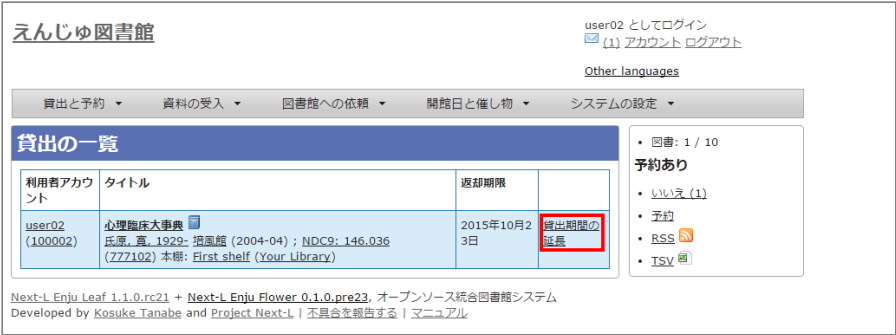 えんじゅ図書館
user02 としてログイン
(1) アカウント ログアウト
Other languages
貸出と予約 ▼ 資料の受入 ▼ 図書館への依頼 ▼ 開館日と催し物 ▼ システムの設定 ▼
貸出の一覧
利用者アカウ
ント
タイトル
返却期限
user02
(100002)
心理臨床大事典
氏原, 寛, 1929- 培風館 (2004-04) ; NDC9: 146.036
(777102) 本棚: First shelf (Your Library)
2015年10月2
3日
貸出期間の
延長
• 図書: 1 / 10
予約あり
• いいえ (1)
• 予約
• RSS
• TSV
Next-L Enju Leaf 1.1.0.rc21 + Next-L Enju Flower 0.1.0.pre23, オープンソース統合図書館システム
Developed by Kosuke Tanabe and Project Next-L | 不具合を報告する | マニュアル